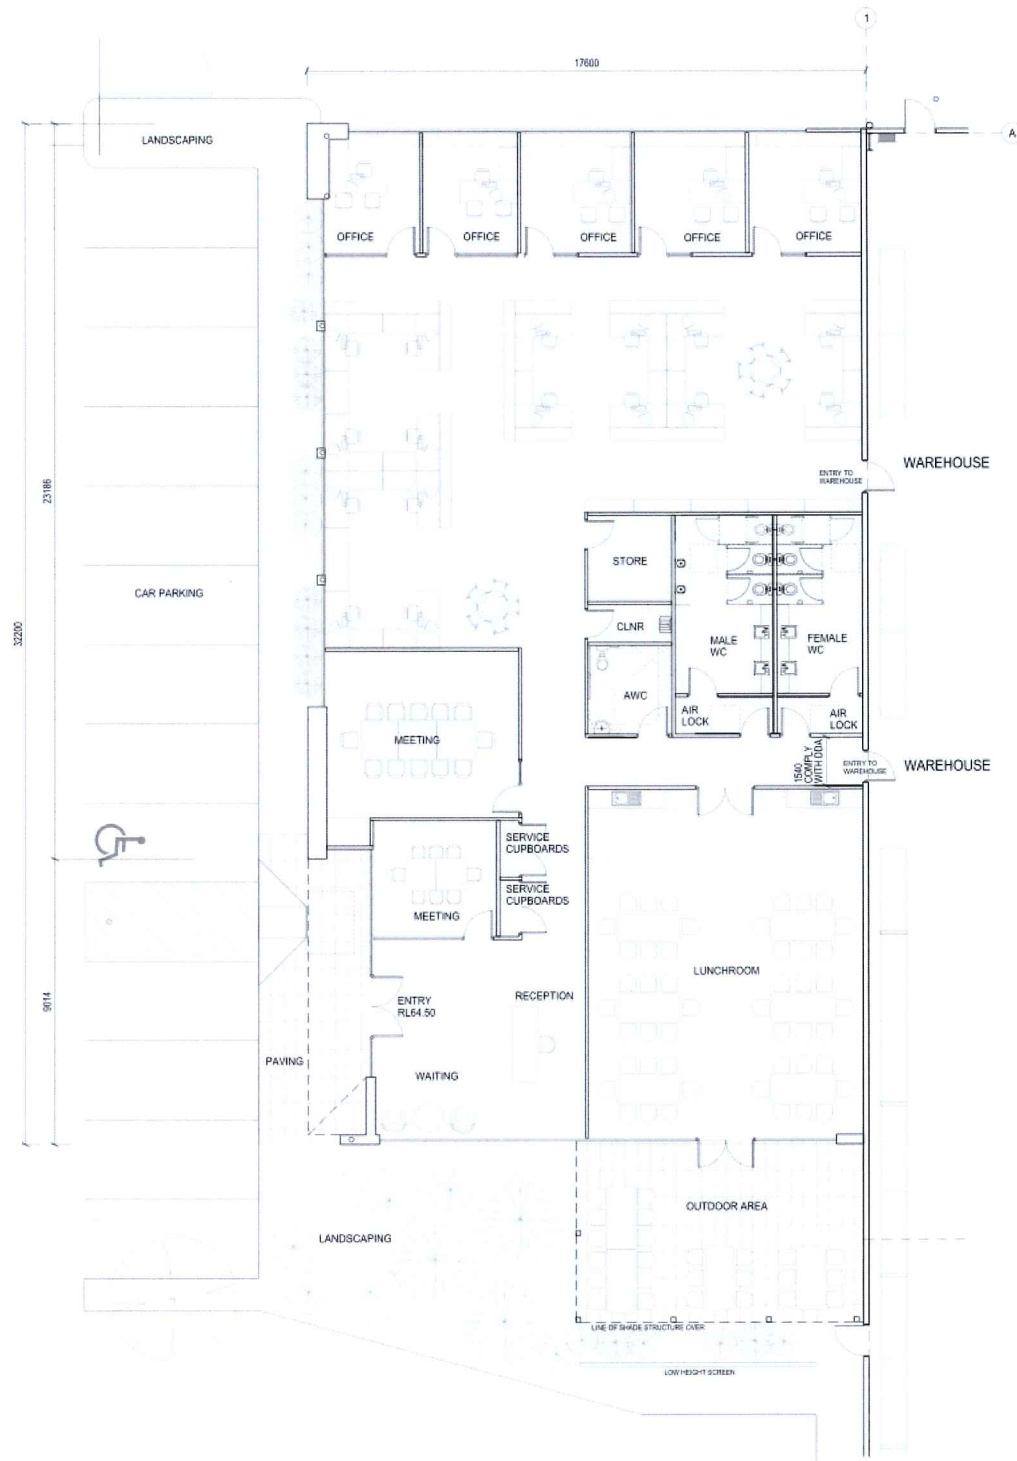 1
17600
A
LANDSCAPING
OFFICE
OFFICE
OFFICE
OFFICE
OFFICE
WAREHOUSE
ENTRY TO
WAREHOUSE
23186
STORE
CAR PARKING
CLNR
32200
MALE
WC
FEMALE
WC
AWC
AIR
LOCK
AIR
LOCK
MEETING
1540
COMPLY
WITH DDA
ENTRY TO
WAREHOUSE
WAREHOUSE
SERVICE
CUPBOARDS
SERVICE
CUPBOARDS
MEETING
LUNCHROOM
RECEPTION
ENTRY
RL64.50
9014
PAVING
WAITING
OUTDOOR AREA
LANDSCAPING
LINE OF SHADE STRUCTURE OVER
LOW HEIGHT SCREEN